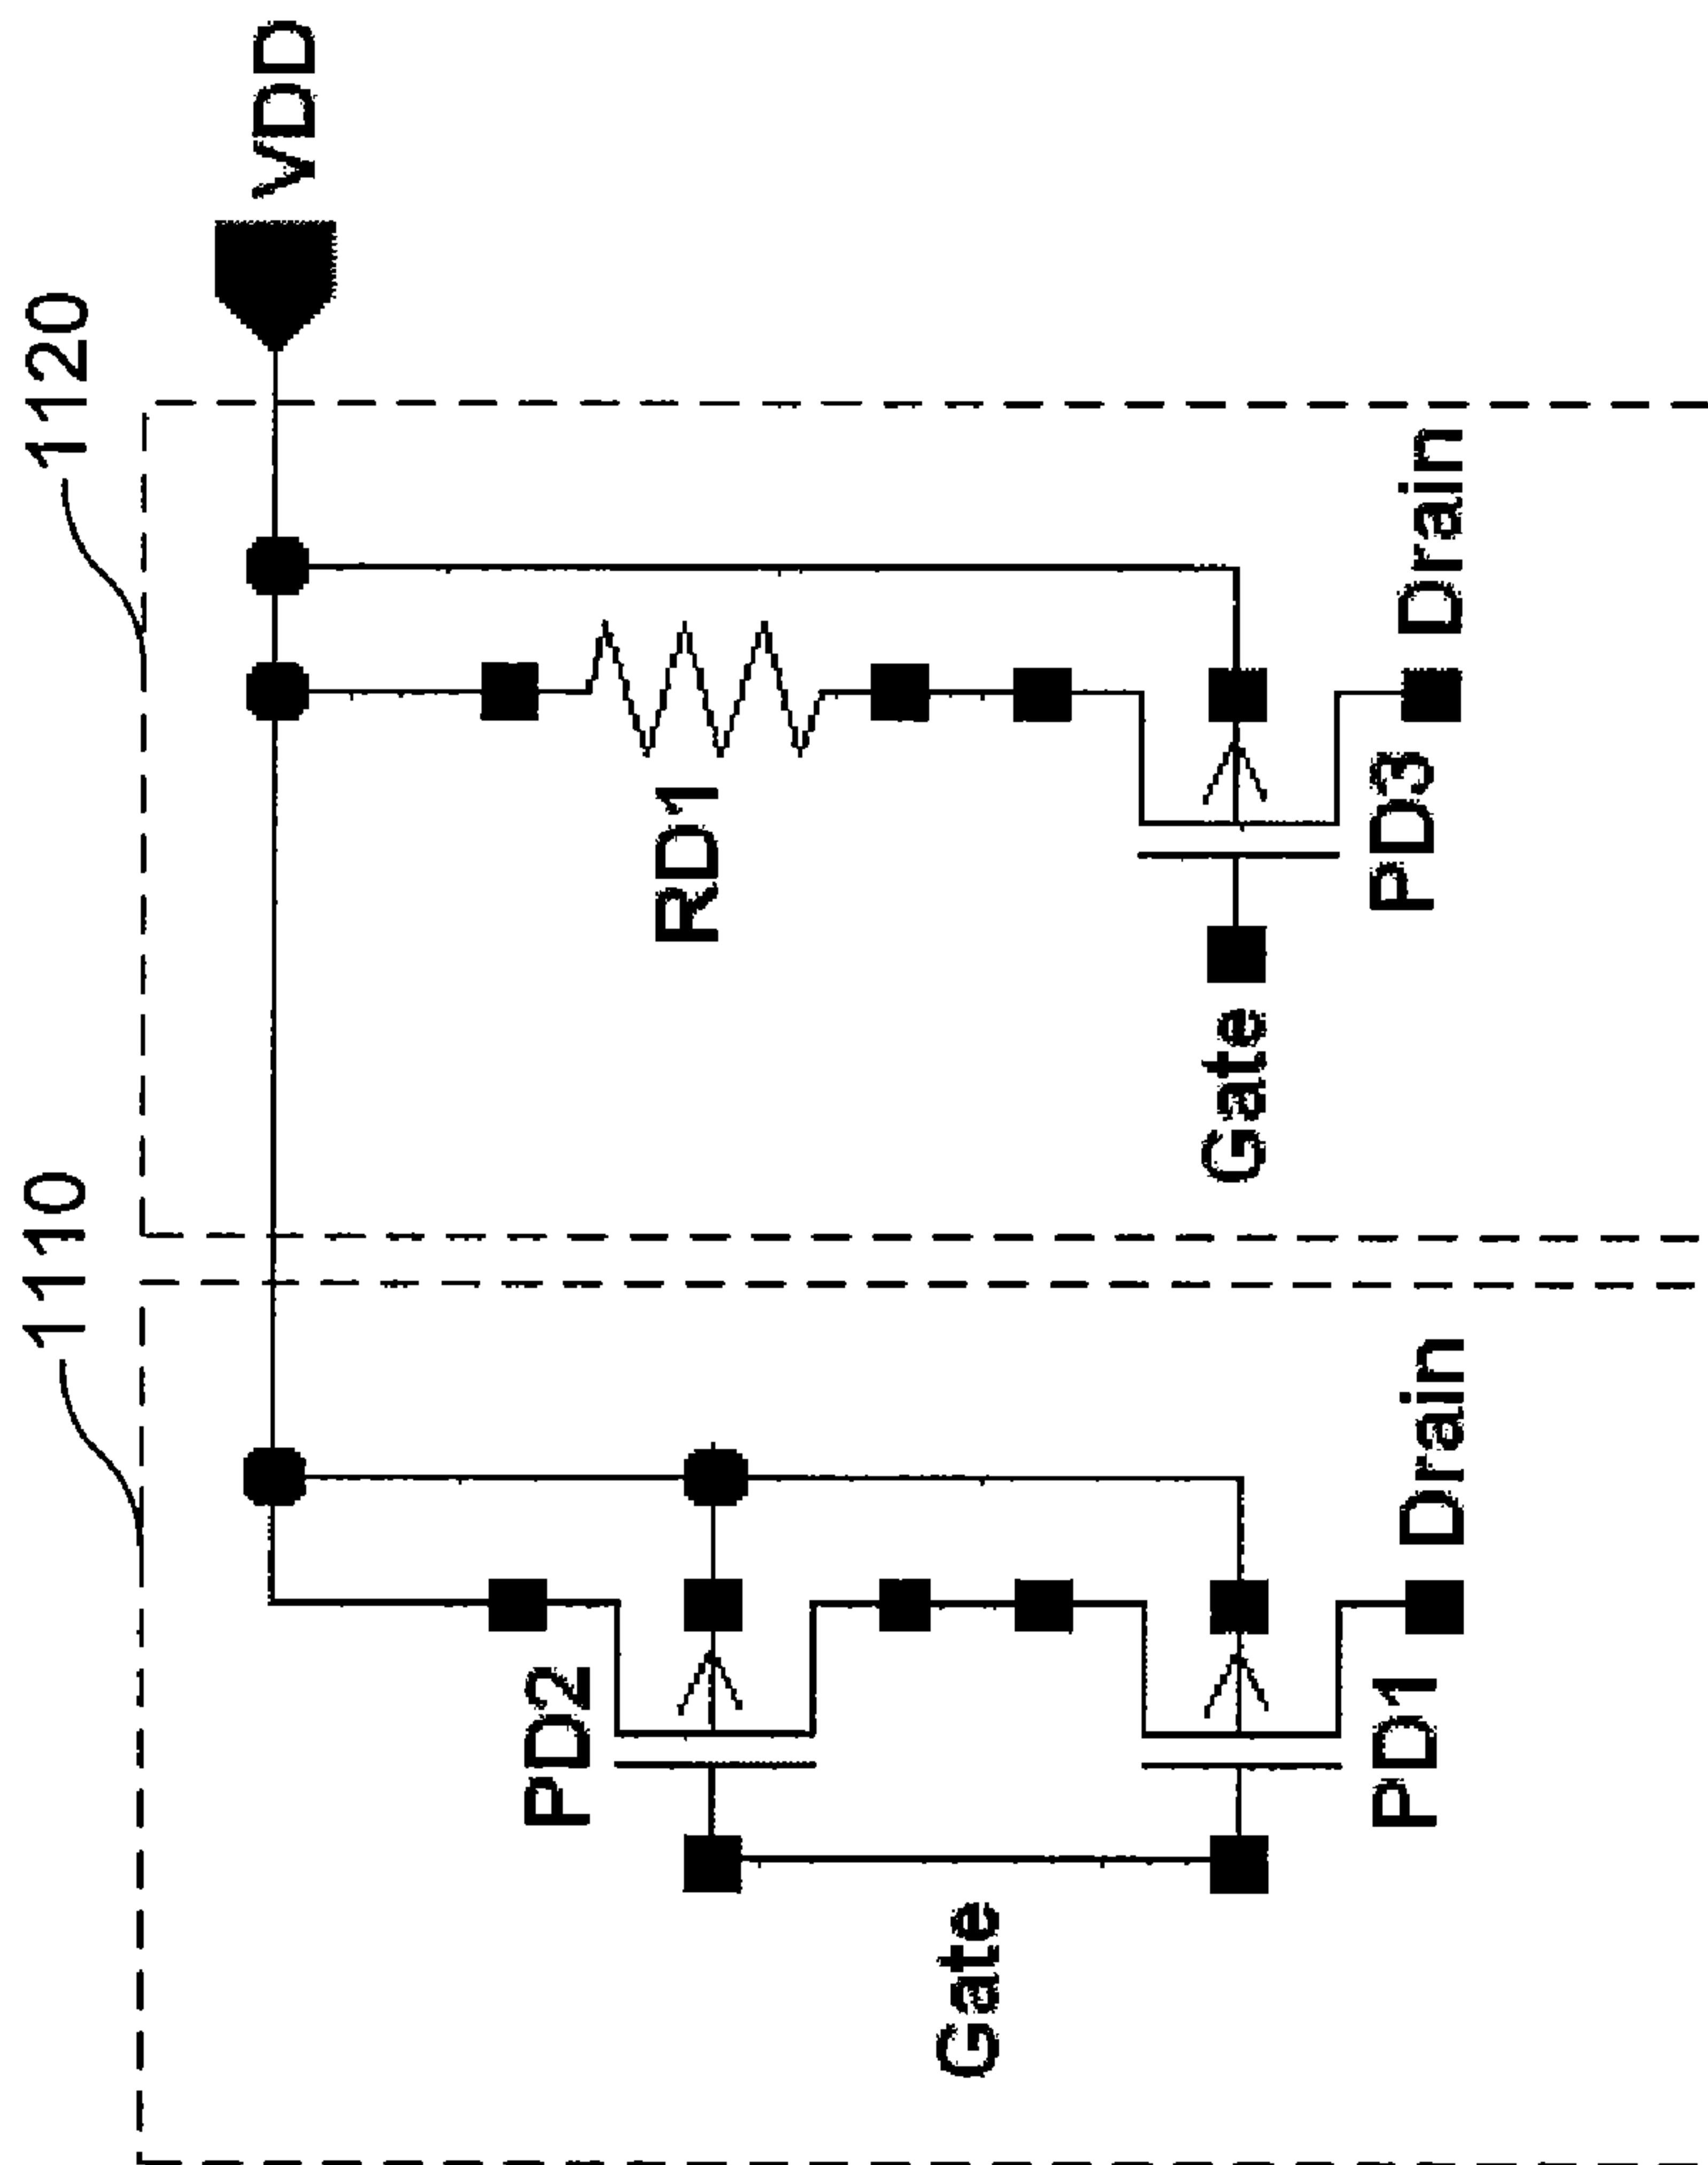 1110
1120
VDD
PD2
RD1
Gate
Gate
PD1
Drain
PD3
Drain